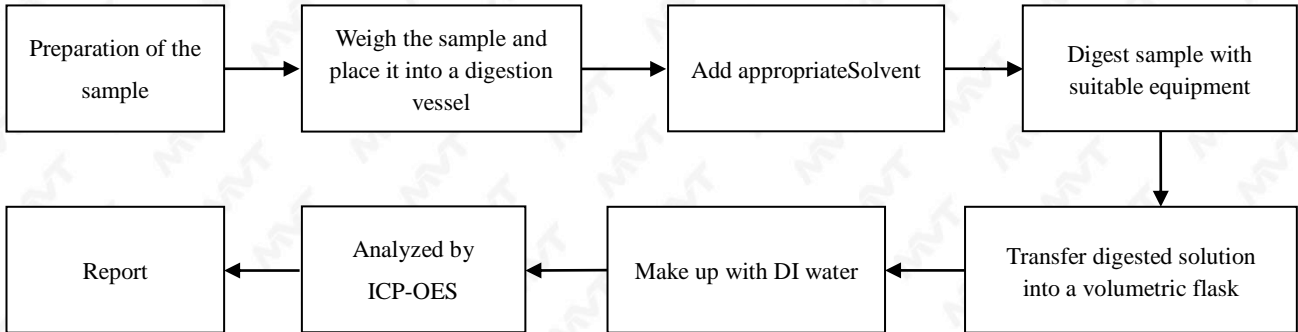 Preparation of the
sample
Weigh the sample and
place it into a digestion
vessel
Add appropriateSolvent
Digest sample with
suitable equipment
Transfer digested solution
into a volumetric flask
Make up with DI water
Analyzed by
ICP-OES
Report